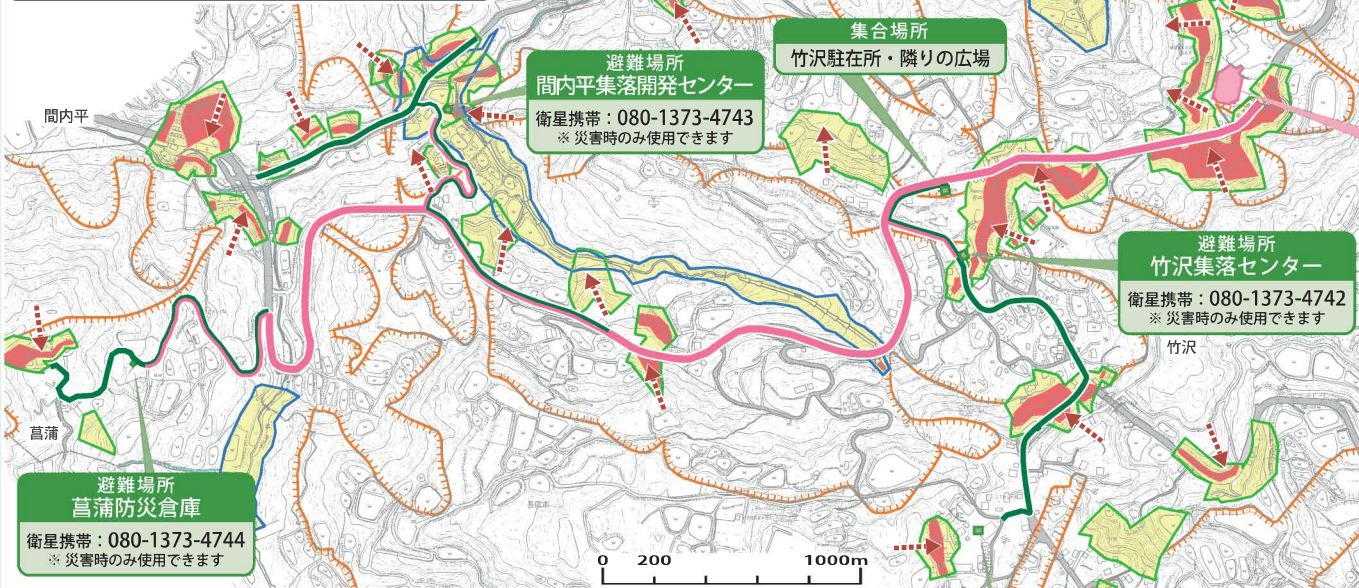 集合場所
竹沢駐在所・隣りの広場
避難場所
間内平集落開発センター
衛星携帯：080-1373-4743
※ 災害時のみ使用できます
間内平
避難場所
竹沢集落センター
衛星携帯：080-1373-4742
※ 災害時のみ使用できます
竹沢
菖蒲
避難場所
菖蒲防災倉庫
衛星携帯：080-1373-4744
※ 災害時のみ使用できます
0 200 1000m